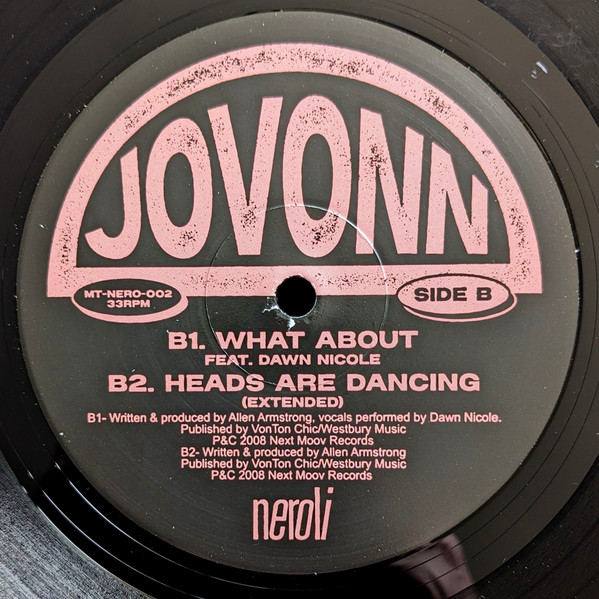 JOVONN
MT-NERO-002
33RPM
SIDE B
B1. WHAT ABOUT
FEAT. DAWN NICOLE
B2. HEADS ARE DANCING
(EXTENDED)
B1- Written & produced by Allen Armstrong, vocals performed by Dawn Nicole.
Published by VonTon Chic/Westbury Music
P&C 2008 Next Moov Records
B2- Written & produced by Allen Armstrong
Published by VonTon Chic/Westbury Music
P&C 2008 Next Moov Records
neroli